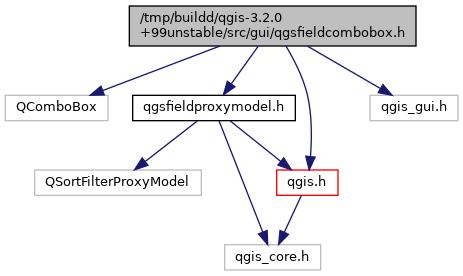 /tmp/buildd/qgis-3.2.0
+99unstable/src/gui/qgsfieldcombobox.h
QComboBox
qgsfieldproxymodel.h
qgis_gui.h
QSortFilterProxyModel
qgis.h
qgis_core.h